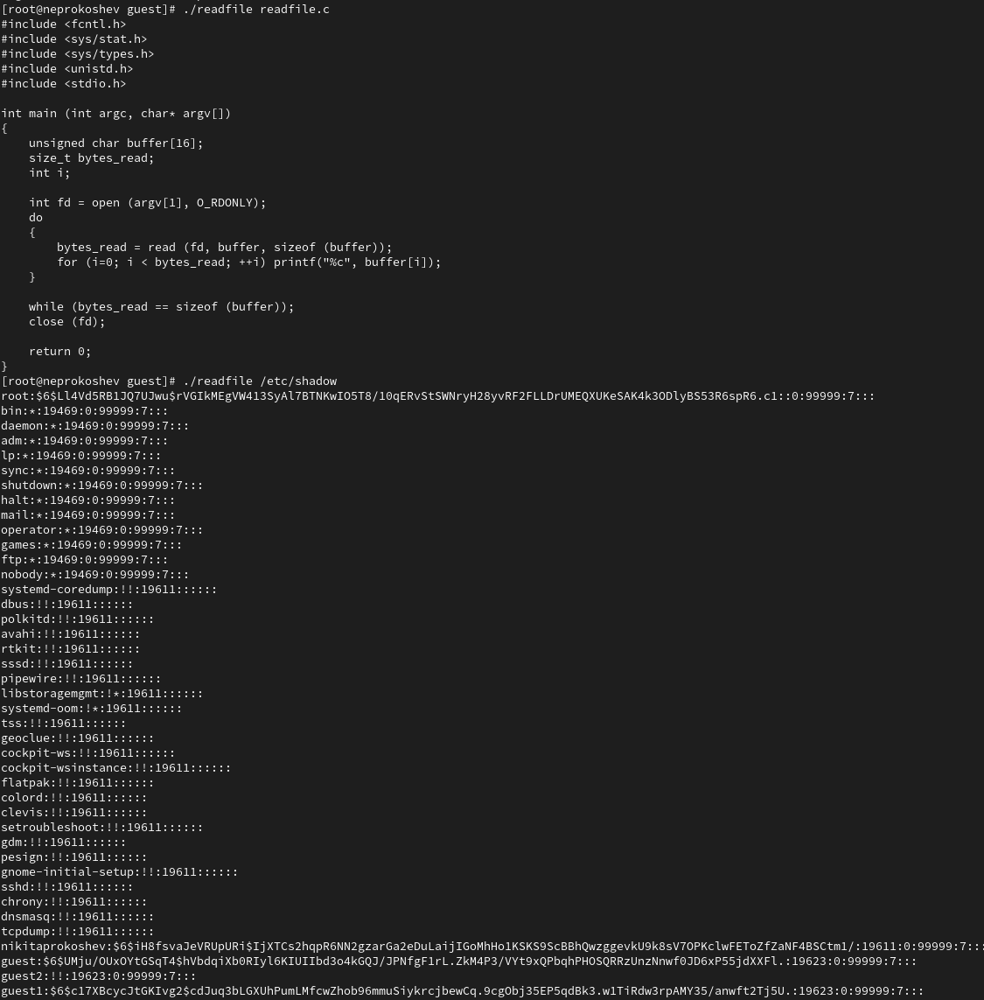 [root@neprokoshev guest]# ./readfile readfile.c
#include <fcntl.h>
#include <sys/stat.h>
#include <sys/types.h>
#include <unistd.h>
#include <stdio.h>
int main (int argc, char* argv[])
{
    unsigned char buffer[16];
    size_t bytes_read;
    int i;
    int fd = open (argv[1], O_RDONLY);
    do
    {
        bytes_read = read (fd, buffer, sizeof (buffer));
        for (i=0; i < bytes_read; ++i) printf("%c", buffer[i]);
    }
    while (bytes_read == sizeof (buffer));
    close (fd);
    return 0;
}
[root@neprokoshev guest]# ./readfile /etc/shadow
root:$6$Ll4Vd5RB1JQ7UJwu$rVGIkMEgVW413SyAl7BTNKwIO5T8/10qERvStSWNryH28yvRF2FLLDrUMEQXUKeSAK4k3ODlyBS53R6spR6.c1::0:99999:7:::
bin:*:19469:0:99999:7:::
daemon:*:19469:0:99999:7:::
adm:*:19469:0:99999:7:::
lp:*:19469:0:99999:7:::
sync:*:19469:0:99999:7:::
shutdown:*:19469:0:99999:7:::
halt:*:19469:0:99999:7:::
mail:*:19469:0:99999:7:::
operator:*:19469:0:99999:7:::
games:*:19469:0:99999:7:::
ftp:*:19469:0:99999:7:::
nobody:*:19469:0:99999:7:::
systemd-coredump:!!:19611::::::
dbus:!!:19611::::::
polkitd:!!:19611::::::
avahi:!!:19611::::::
rtkit:!!:19611::::::
sssd:!!:19611::::::
pipewire:!!:19611::::::
libstoragemgmt:!*:19611::::::
systemd-oom:!*:19611::::::
tss:!!:19611::::::
geoclue:!!:19611::::::
cockpit-ws:!!:19611::::::
cockpit-wsinstance:!!:19611::::::
flatpak:!!:19611::::::
colord:!!:19611::::::
clevis:!!:19611::::::
setroubleshoot:!!:19611::::::
gdm:!!:19611::::::
pesign:!!:19611::::::
gnome-initial-setup:!!:19611::::::
sshd:!!:19611::::::
chrony:!!:19611::::::
dnsmasq:!!:19611::::::
tcpdump:!!:19611::::::
nikitaprokoshev:$6$iH8fsvaJeVRUpURi$IjXTCs2hqpR6NN2gzarGa2eDuLaijIGoMhHo1KSKS9ScBBhQwzggevkU9k8sV7OPKclwFEToZfZaNF4BSCtm1/:19611:0:99999:7:::
guest:$6$UMju/OUxOYtGSqT4$hVbdqiXb0RIyl6KIUIIbd3o4kGQJ/JPNfgF1rL.ZkM4P3/VYt9xQPbqhPHOSQRRzUnzNnwf0JD6xP55jdXXFl.:19623:0:99999:7:::
guest2:!!:19623:0:99999:7:::
guest1:$6$c17XBcycJtGKIvg2$cdJuq3bLGXUhPumLMfcwZhob96mmuSiykrcjbewCq.9cgObj35EP5qdBk3.w1TiRdw3rpAMY35/anwft2Tj5U.:19623:0:99999:7:::